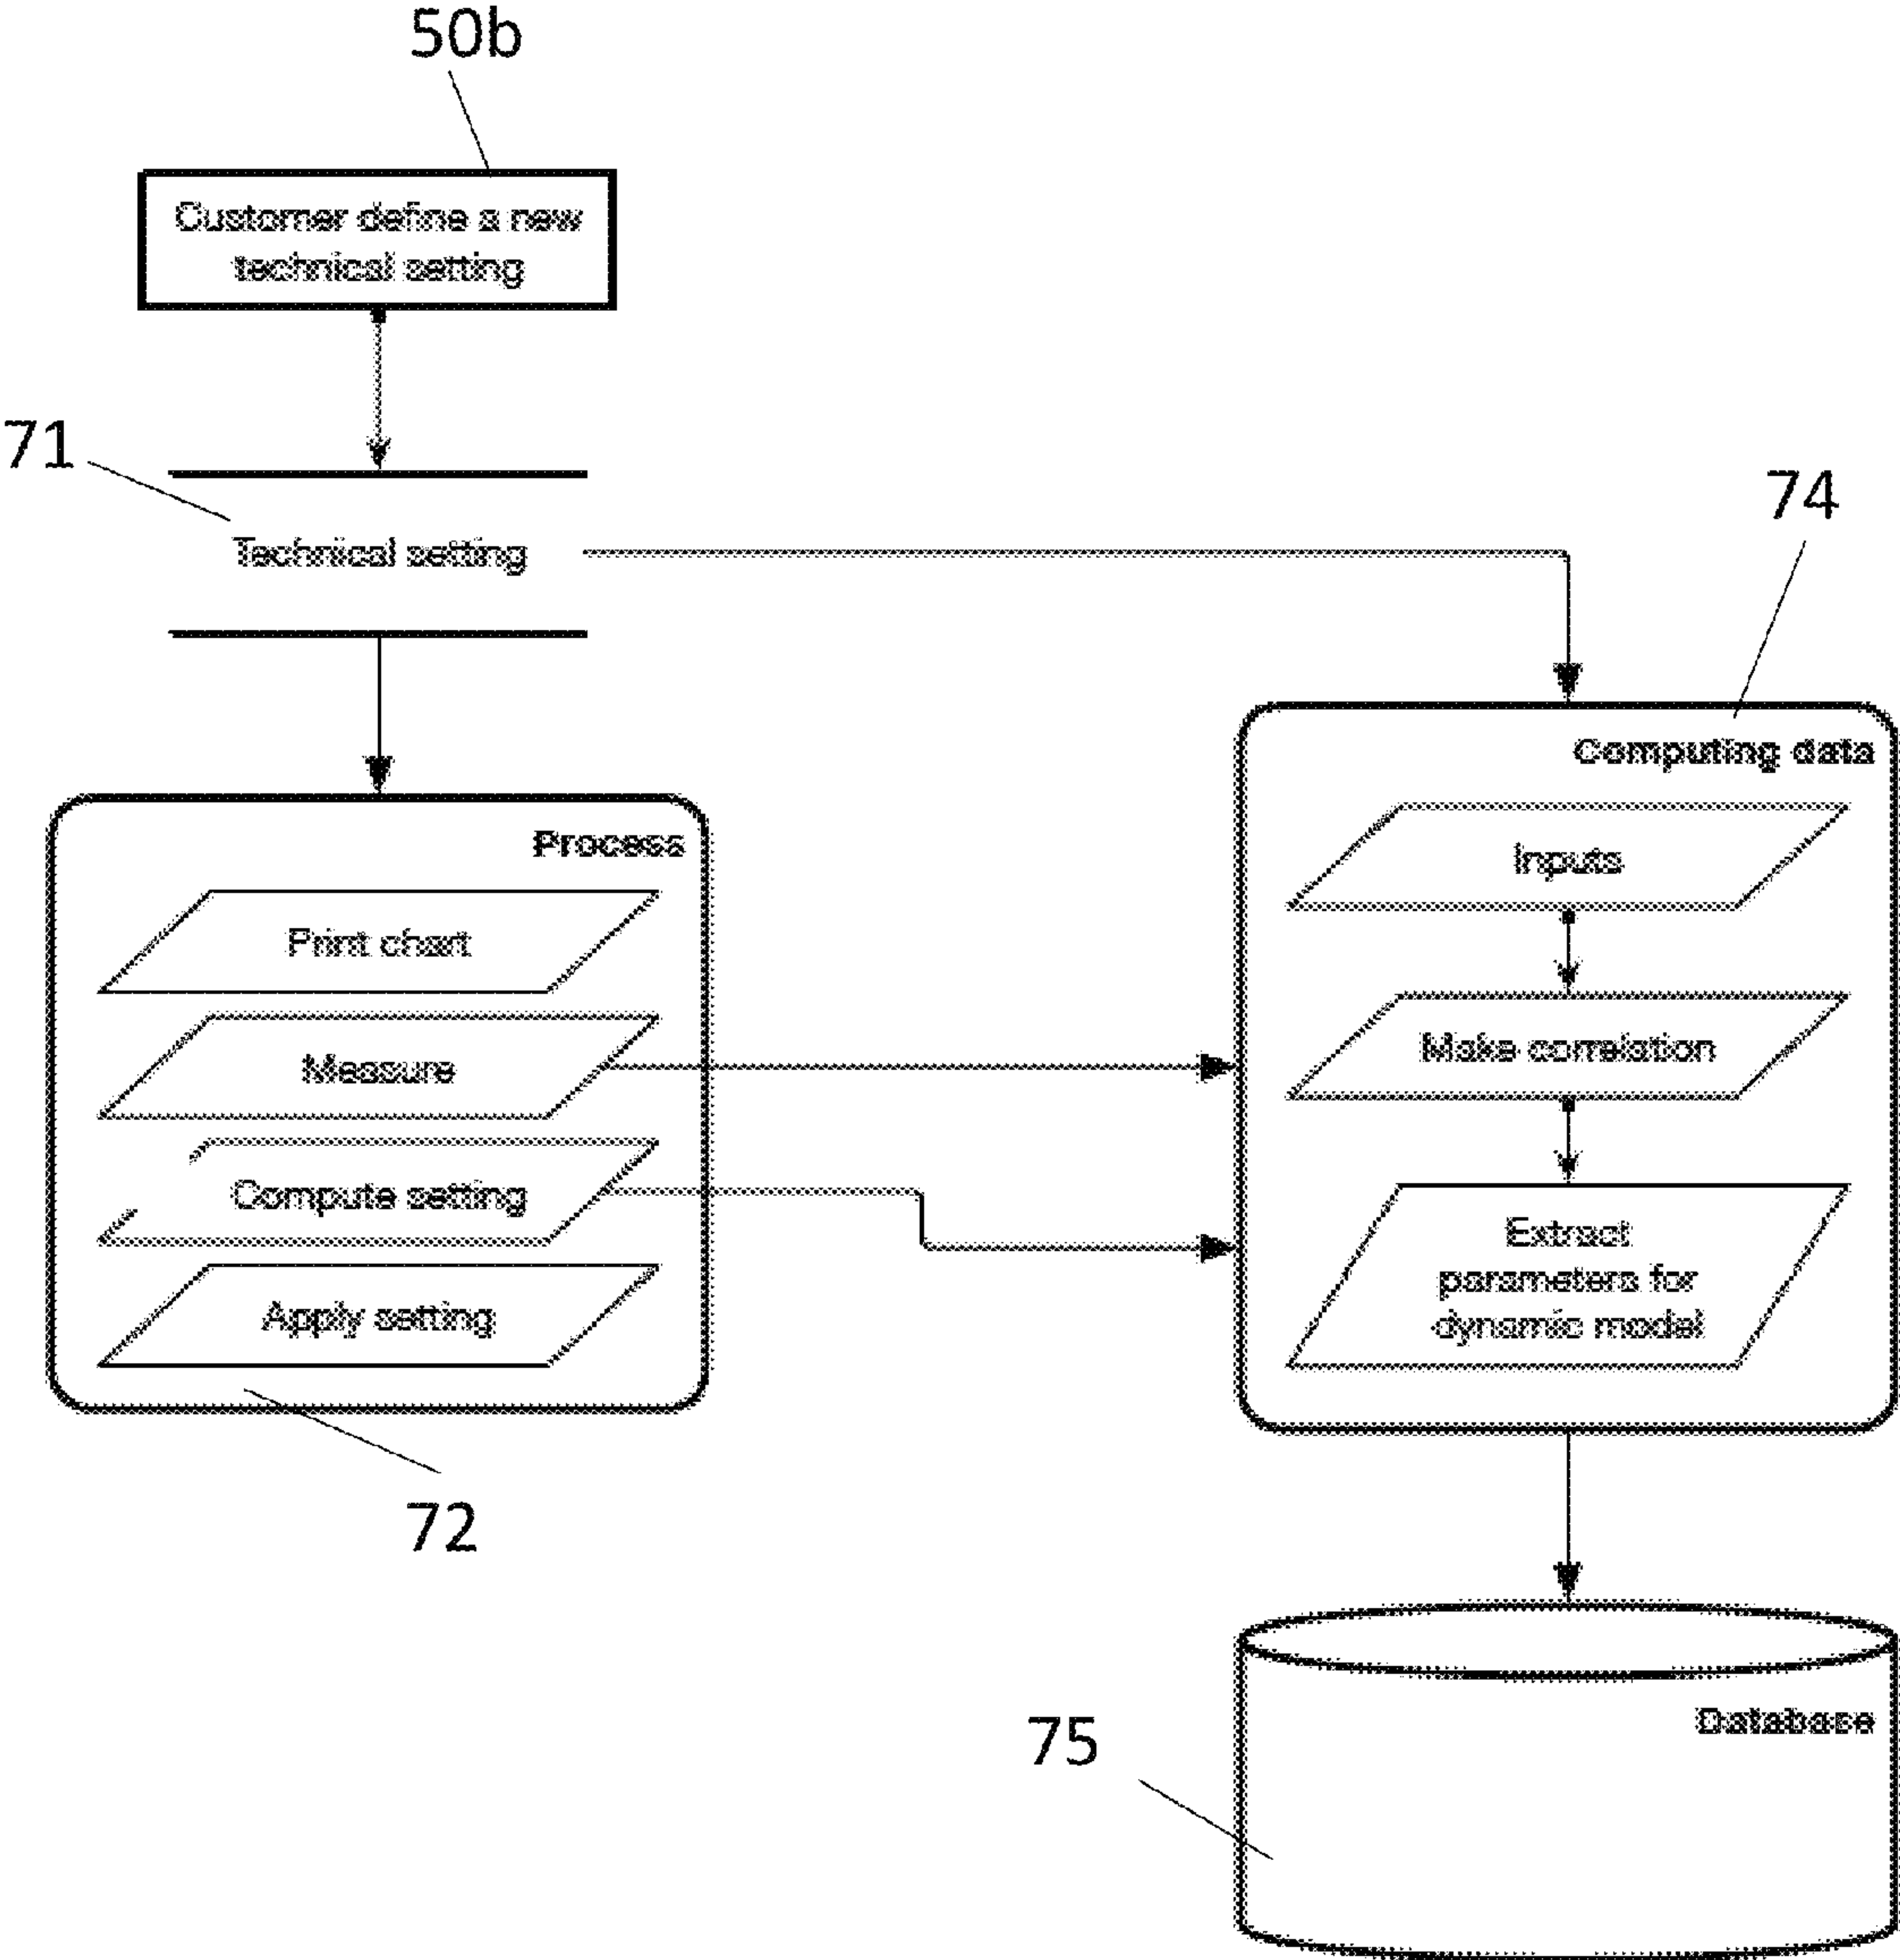 50b
Customer define a new
technical setting
71
Technical setting
74
Computing data
Inputs
Make correlation
Extract
parameters for
dynamic model
Process
Print chart
Measure
Compute setting
Apply setting
72
Database
75